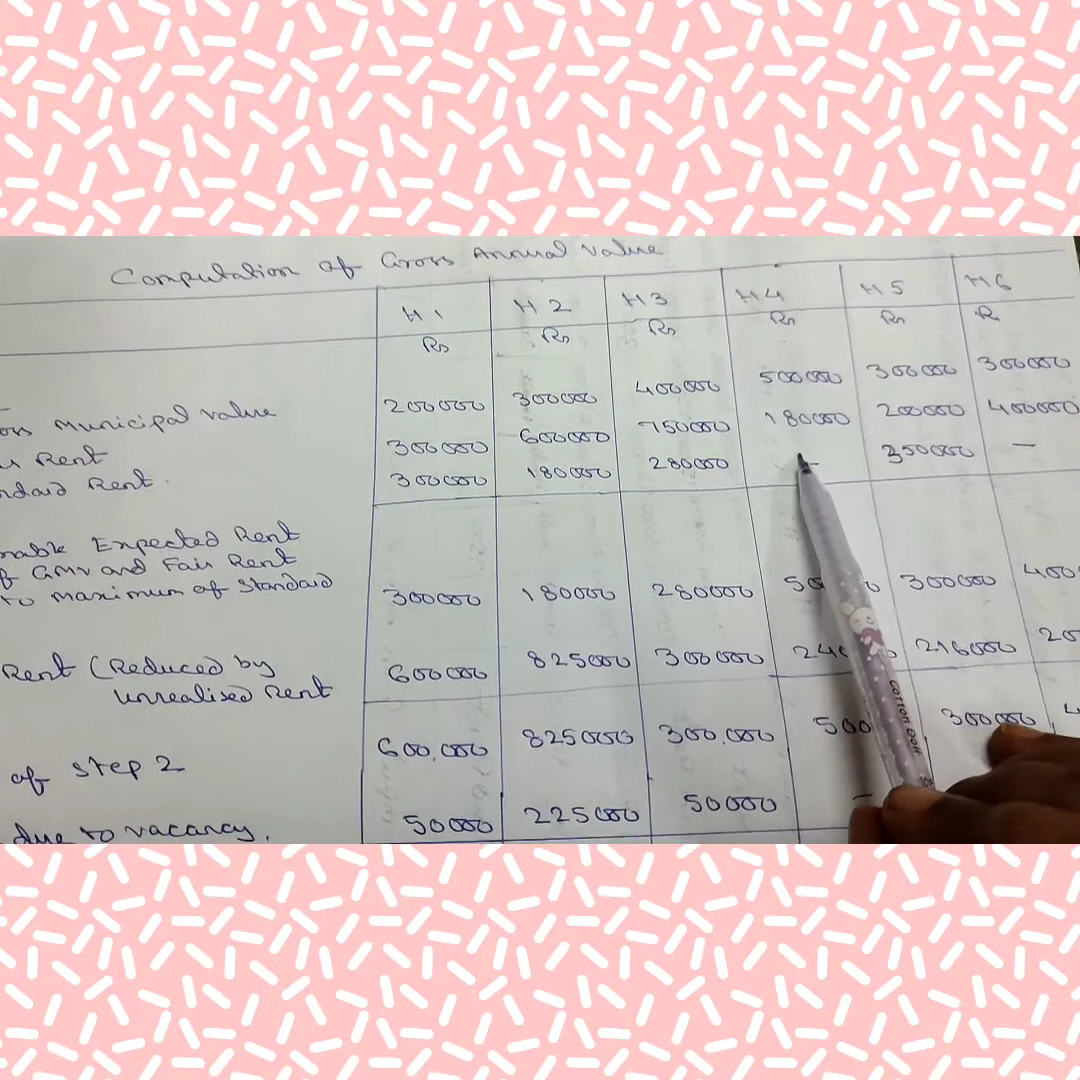 Computation of Gross Annual Value
H1 H2 H3 H4 H5 H6
Rs Rs Rs Rs Rs R
Municipal Value 200000 300000 400000 500000 300000 300000
Rent 300000 600000 750000 180000 200000 400000
Rent. 300000 180000 280000 - 350000 -
Expected Rent
GMV and Fair Rent
to maximum of Standard 300000 180000 280000 300000
Rent (Reduced by 600000 825000 300000 216000
unrealised Rent
of step 2 600,000 825000 300,000 300000
due to vacancy. 50000 225000 50000 -
Cotton Doll